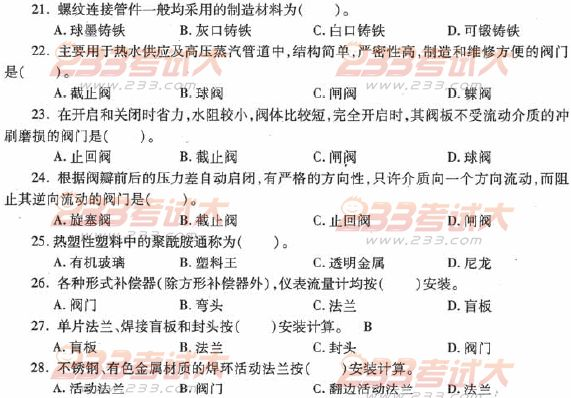 21. 螺纹连接管件一般均采用的制造材料为(　　)。
A. 球墨铸铁　B. 灰口铸铁　C. 白口铸铁　D. 可锻铸铁
22. 主要用于热水供应及高压蒸汽管道中,结构简单,严密性高,制造和维修方便的阀门
是(　　)。
A. 截止阀　B. 球阀　C. 闸阀　D. 蝶阀
23. 在开启和关闭时省力,水阻较小,阀体比较短,完全开启时,其阀板不受流动介质的冲
刷磨损的阀门是(　　)。
A. 止回阀　B. 截止阀　C. 闸阀　D. 球阀
24. 根据阀瓣前后的压力差自动启闭,有严格的方向性,只许介质向一个方向流动,而阻
止其逆向流动的阀门是(　　)。
A. 旋塞阀　B. 截止阀　C. 止回阀　D. 闸阀
25. 热塑性塑料中的聚酰胺通称为(　　)。
A. 有机玻璃　B. 塑料王　C. 透明金属　D. 尼龙
26. 各种形式补偿器(除方形补偿器外),仪表流量计均按(　　)安装。
A. 阀门　B. 弯头　C. 法兰　D. 盲板
27. 单片法兰、焊接盲板和封头按(　　)安装计算。　B
A. 盲板　B. 法兰　C. 封头　D. 阀门
28. 不锈钢、有色金属材质的焊环活动法兰按(　　)安装计算。
A. 活动法兰　B. 阀门　C. 翻边活动法兰　D. 法兰
233考试大
www.233.com